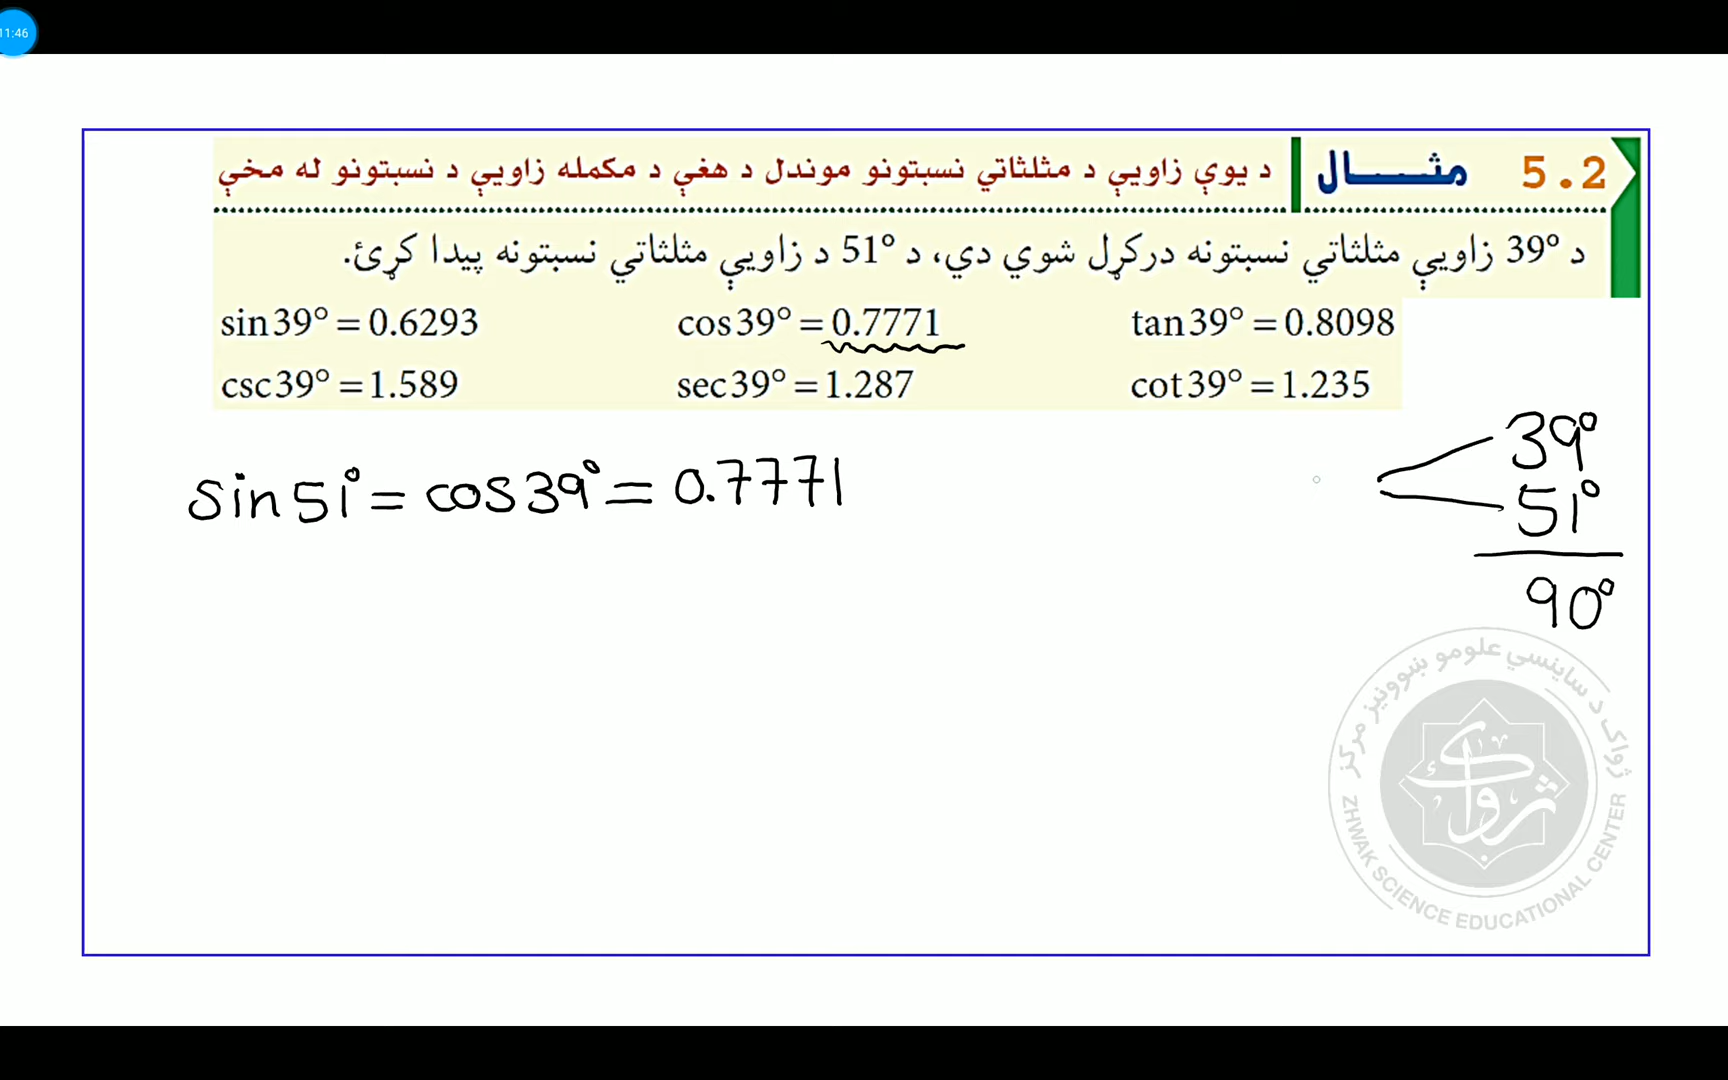 11:46
5.2 مثال د يوې زاويې د مثلثاتي نسبتونو موندل د هغې د مکمله زاويې د نسبتونو له مخې
د 39° زاويې مثلثاتي نسبتونه درکړل شوي دي، د 51° د زاويې مثلثاتي نسبتونه پيدا کړئ.
sin39° = 0.6293 cos39° = 0.7771 tan39° = 0.8098
csc39° = 1.589 sec39° = 1.287 cot39° = 1.235
sin51° = cos39° = 0.7771
39°
51°
90°
ژواک د ساينسي علومو ښوونيز مرکز
ژواک
ZHWAK SCIENCE EDUCATIONAL CENTER